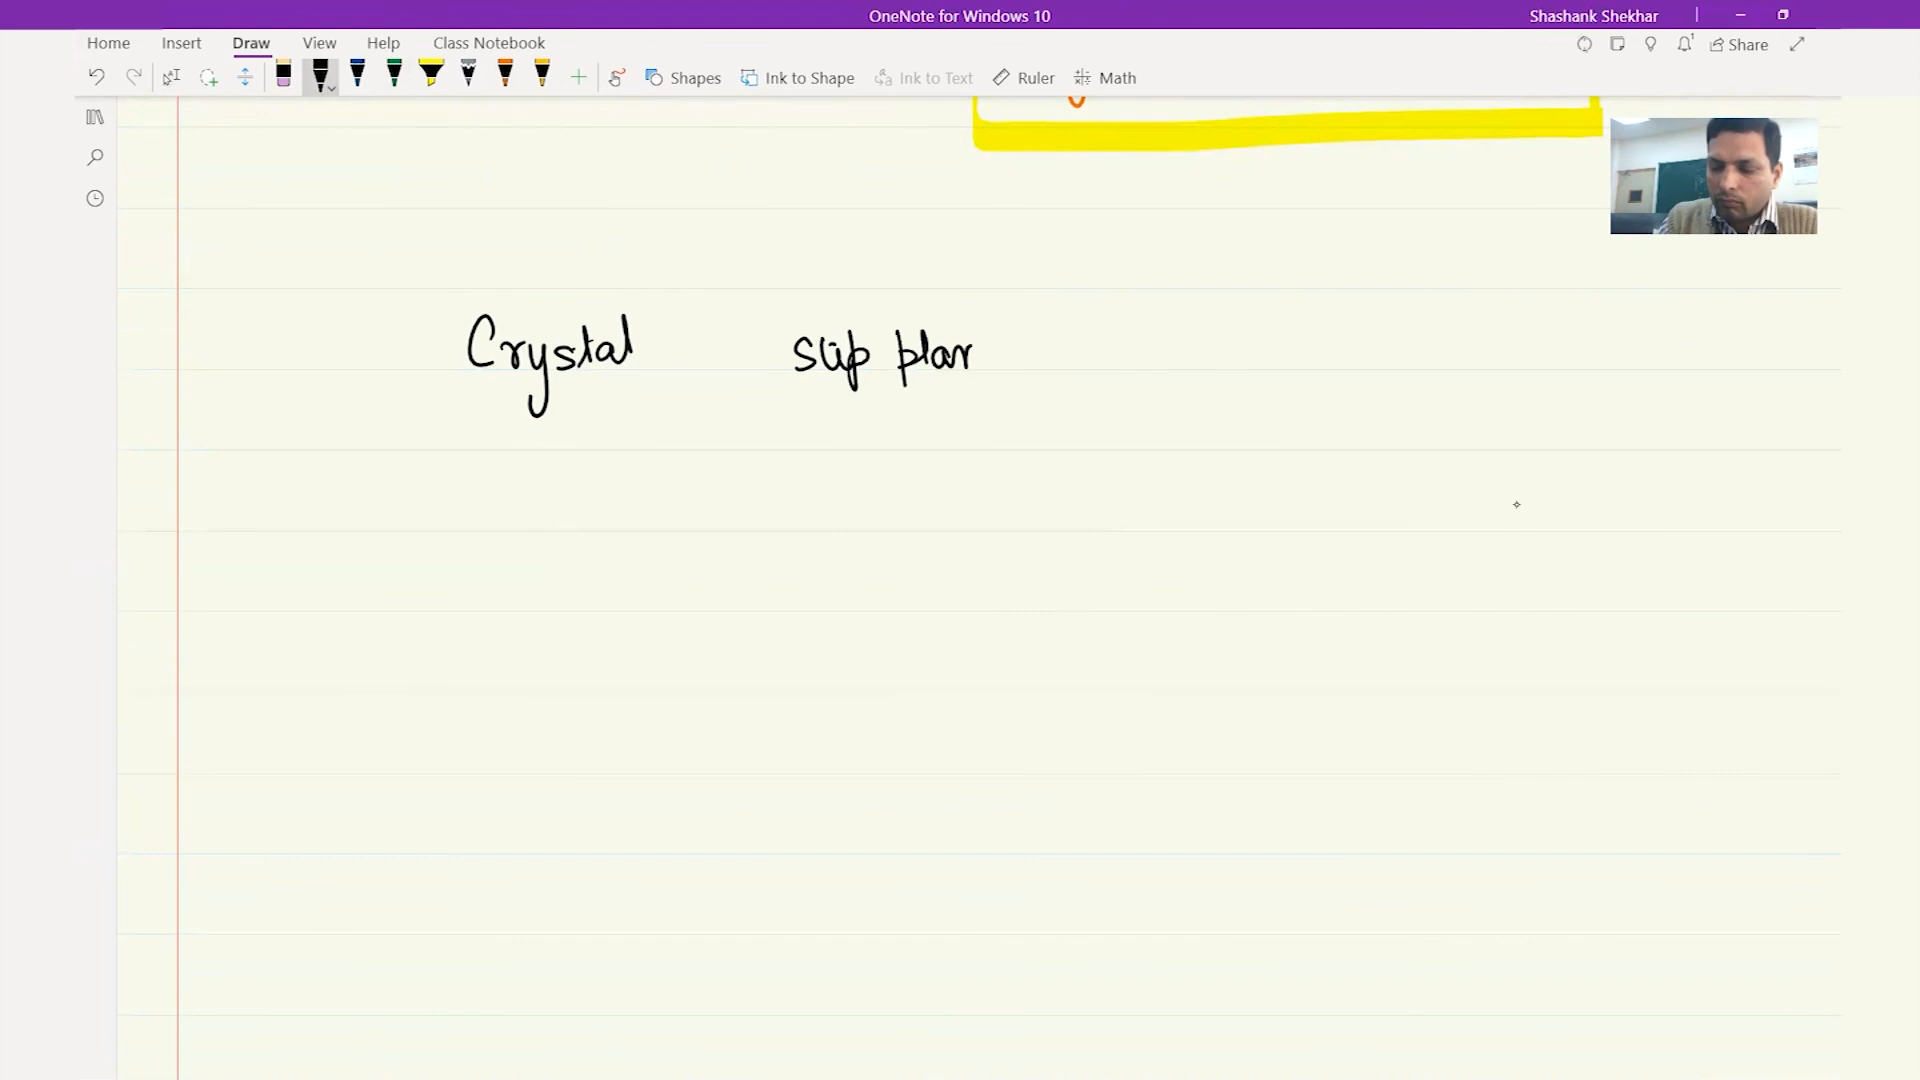 OneNote for Windows 10
Shashank Shekhar
Home Insert Draw View Help Class Notebook
Share
Shapes Ink to Shape Ink to Text Ruler Math
Crystal slip plan